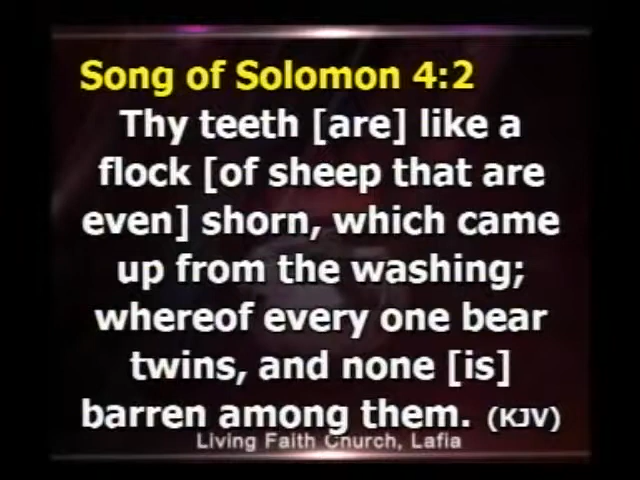 Song of Solomon 4:2
Thy teeth [are] like a
flock [of sheep that are
even] shorn, which came
up from the washing;
whereof every one bear
twins, and none [is]
barren among them. (KJV)
Living Faith Church, Lafia